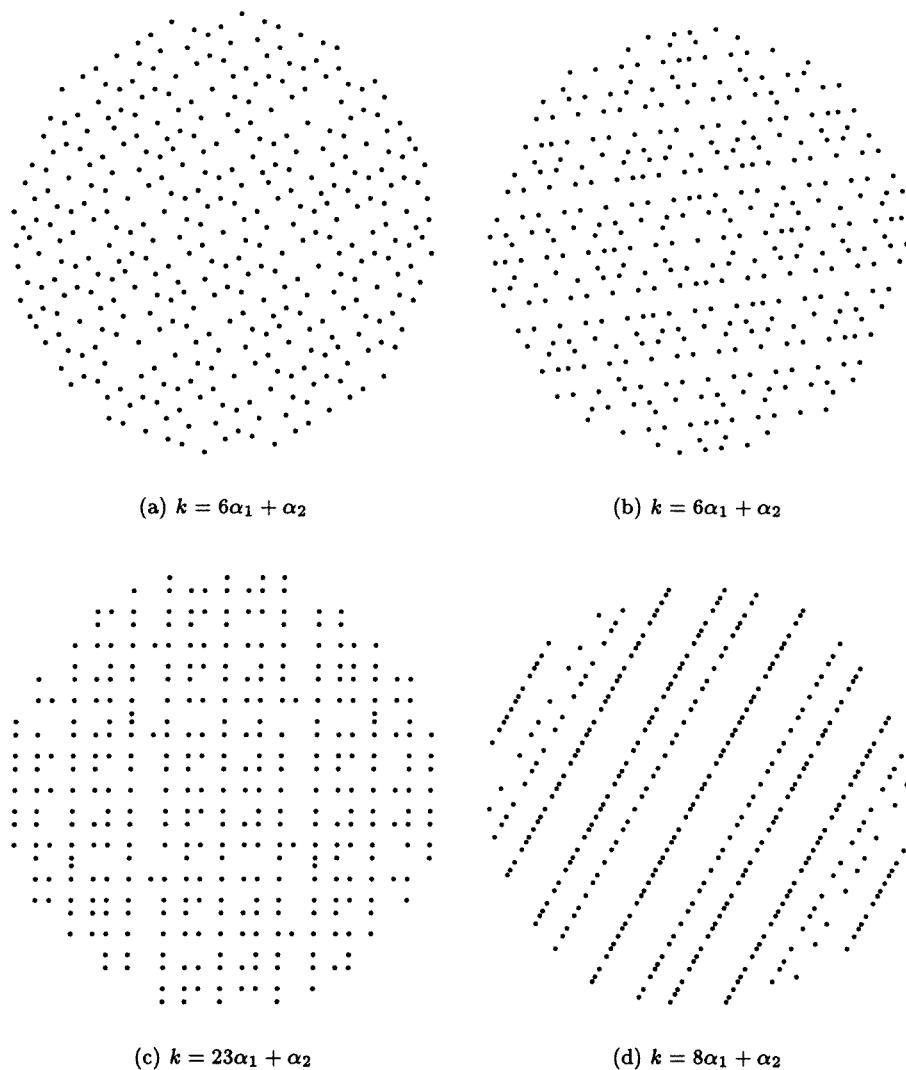 (a) k = 6α₁ + α₂
(b) k = 6α₁ + α₂
(c) k = 23α₁ + α₂
(d) k = 8α₁ + α₂